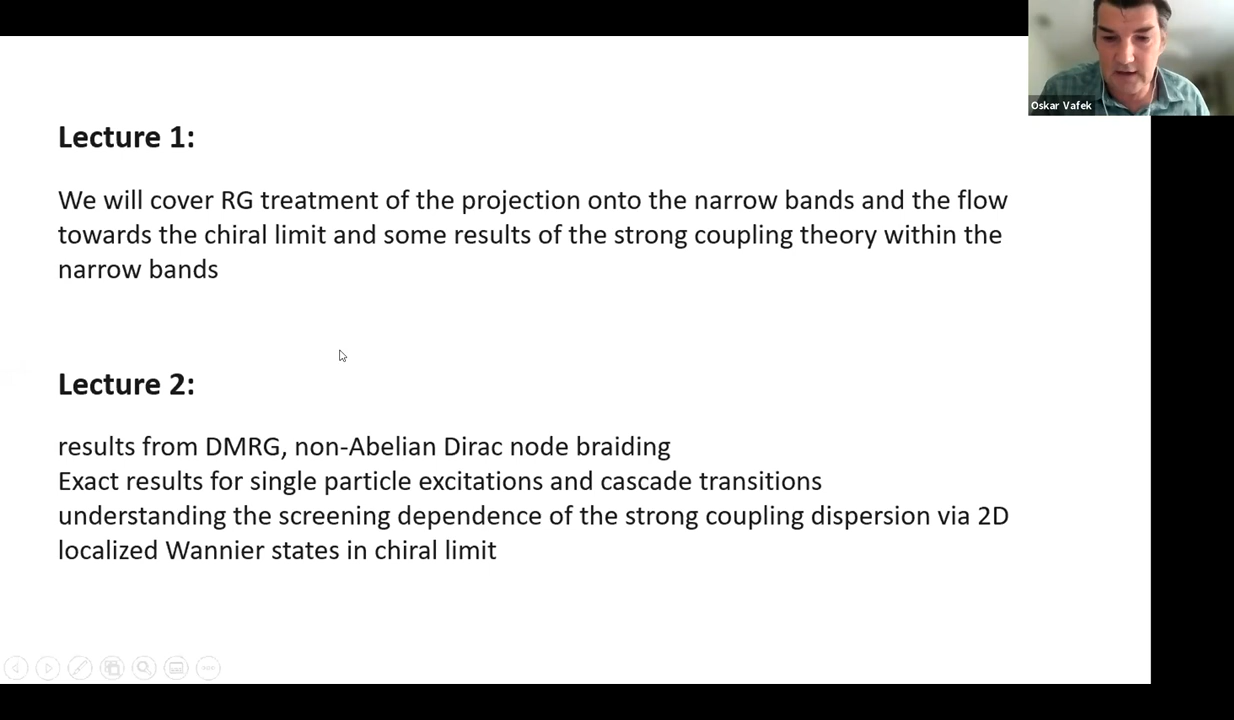 Oskar Vafek
Lecture 1:
We will cover RG treatment of the projection onto the narrow bands and the flow
towards the chiral limit and some results of the strong coupling theory within the
narrow bands
Lecture 2:
results from DMRG, non-Abelian Dirac node braiding
Exact results for single particle excitations and cascade transitions
understanding the screening dependence of the strong coupling dispersion via 2D
localized Wannier states in chiral limit